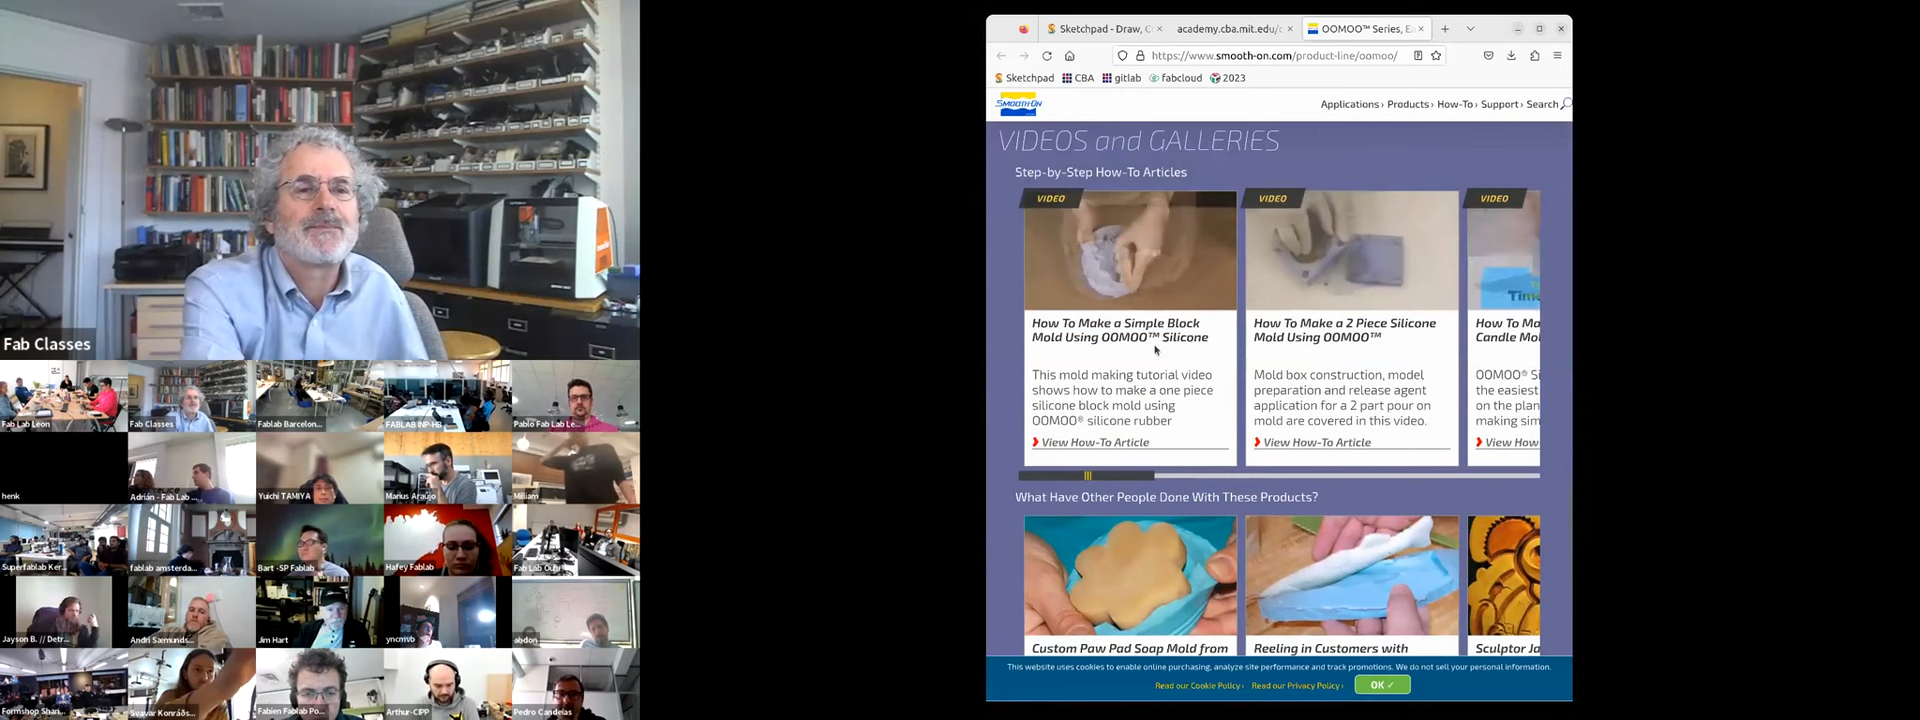 Fab Classes
Fab Lab Leon
Fab Classes
Fablab Barcelon...
FABLAB INP-HB...
Pablo Fab Lab Le...
henk
Adrián - Fab Lab ...
Yuichi TAMIYA
Marius Araújo
Miliam
Superfablab Ker...
fablab amsterda...
Bart -SP Fablab
Hafey Fablab
Fab Lab Oulu
Jayson B. // Detr...
Andri Sæmunds...
Jim Hart
yncmvb
abdon
Formshop Shan...
Svavar Konráðs...
Fabien Fablab Po...
Arthur-CIPP
Pedro Candeias
Sketchpad - Draw, C
academy.cba.mit.edu/c
OOMOO™ Series, Ea
https://www.smooth-on.com/product-line/oomoo/
Sketchpad
CBA
gitlab
fabcloud
2023
SMOOTH-ON
Applications› Products› How-To› Support› Search
VIDEOS and GALLERIES
Step-by-Step How-To Articles
VIDEO
How To Make a Simple Block
Mold Using OOMOO™ Silicone
This mold making tutorial video
shows how to make a one piece
silicone block mold using
OOMOO® silicone rubber
View How-To Article
VIDEO
How To Make a 2 Piece Silicone
Mold Using OOMOO™
Mold box construction, model
preparation and release agent
application for a 2 part pour on
mold are covered in this video.
View How-To Article
VIDEO
How To Ma
Candle Mol
OOMOO® Si
the easiest
on the plan
making sim
View How-
What Have Other People Done With These Products?
Custom Paw Pad Soap Mold from
Reeling in Customers with
Sculptor Ja
This website uses cookies to enable online purchasing, analyze site performance and track promotions. We do not sell your personal information.
Read our Cookie Policy› Read our Privacy Policy› OK ✓